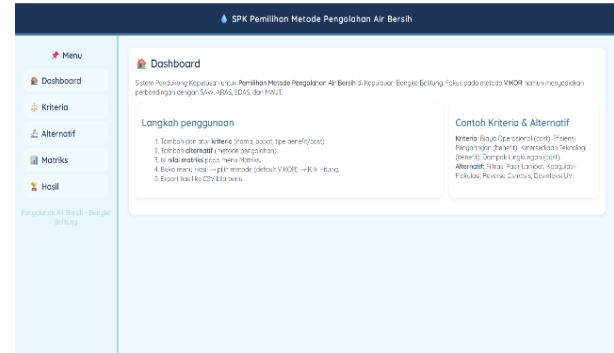 SPK Pemilihan Metode Pengolahan Air Bersih
Menu
Dashboard
Kriteria
Alternatif
Matriks
Hasil
Pengolahan Air Bersih - Bangka
Belitung
Dashboard
Sistem Pendukung Keputusan untuk Pemilihan Metode Pengolahan Air Bersih di Kepulauan Bangka Belitung. Fokus pada metode VIKOR namun menyediakan
perbandingan dengan SAW, ARAS, EDAS, dan MAUT.
Langkah penggunaan
1. Tambah dan atur kriteria (nama, bobot, tipe benefit/cost)
2. Tambah alternatif (metode pengolahan).
3. Isi nilai matriks pada menu Matriks.
4. Buka menu Hasil → pilih metode (default VIKOR) → Klik Hitung.
5. Export hasil ke CSV bila perlu
Contoh Kriteria & Alternatif
Kriteria: Biaya Operasional (cost), Efisiensi
Penyaringan (benefit), Ketersediaan Teknologi
(benefit), Dampak Lingkungan (cost).
Alternatif: Filtrasi Pasir Lambat, Koagulasi-
Flokulasi, Reverse Osmosis, Desinfeksi UV.